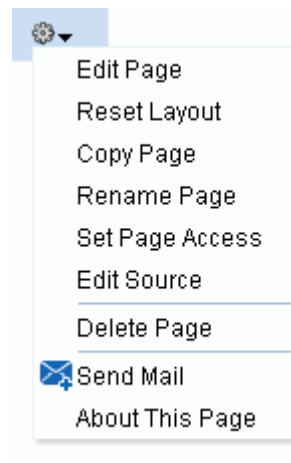 Edit Page
Reset Layout
Copy Page
Rename Page
Set Page Access
Edit Source
Delete Page
Send Mail
About This Page